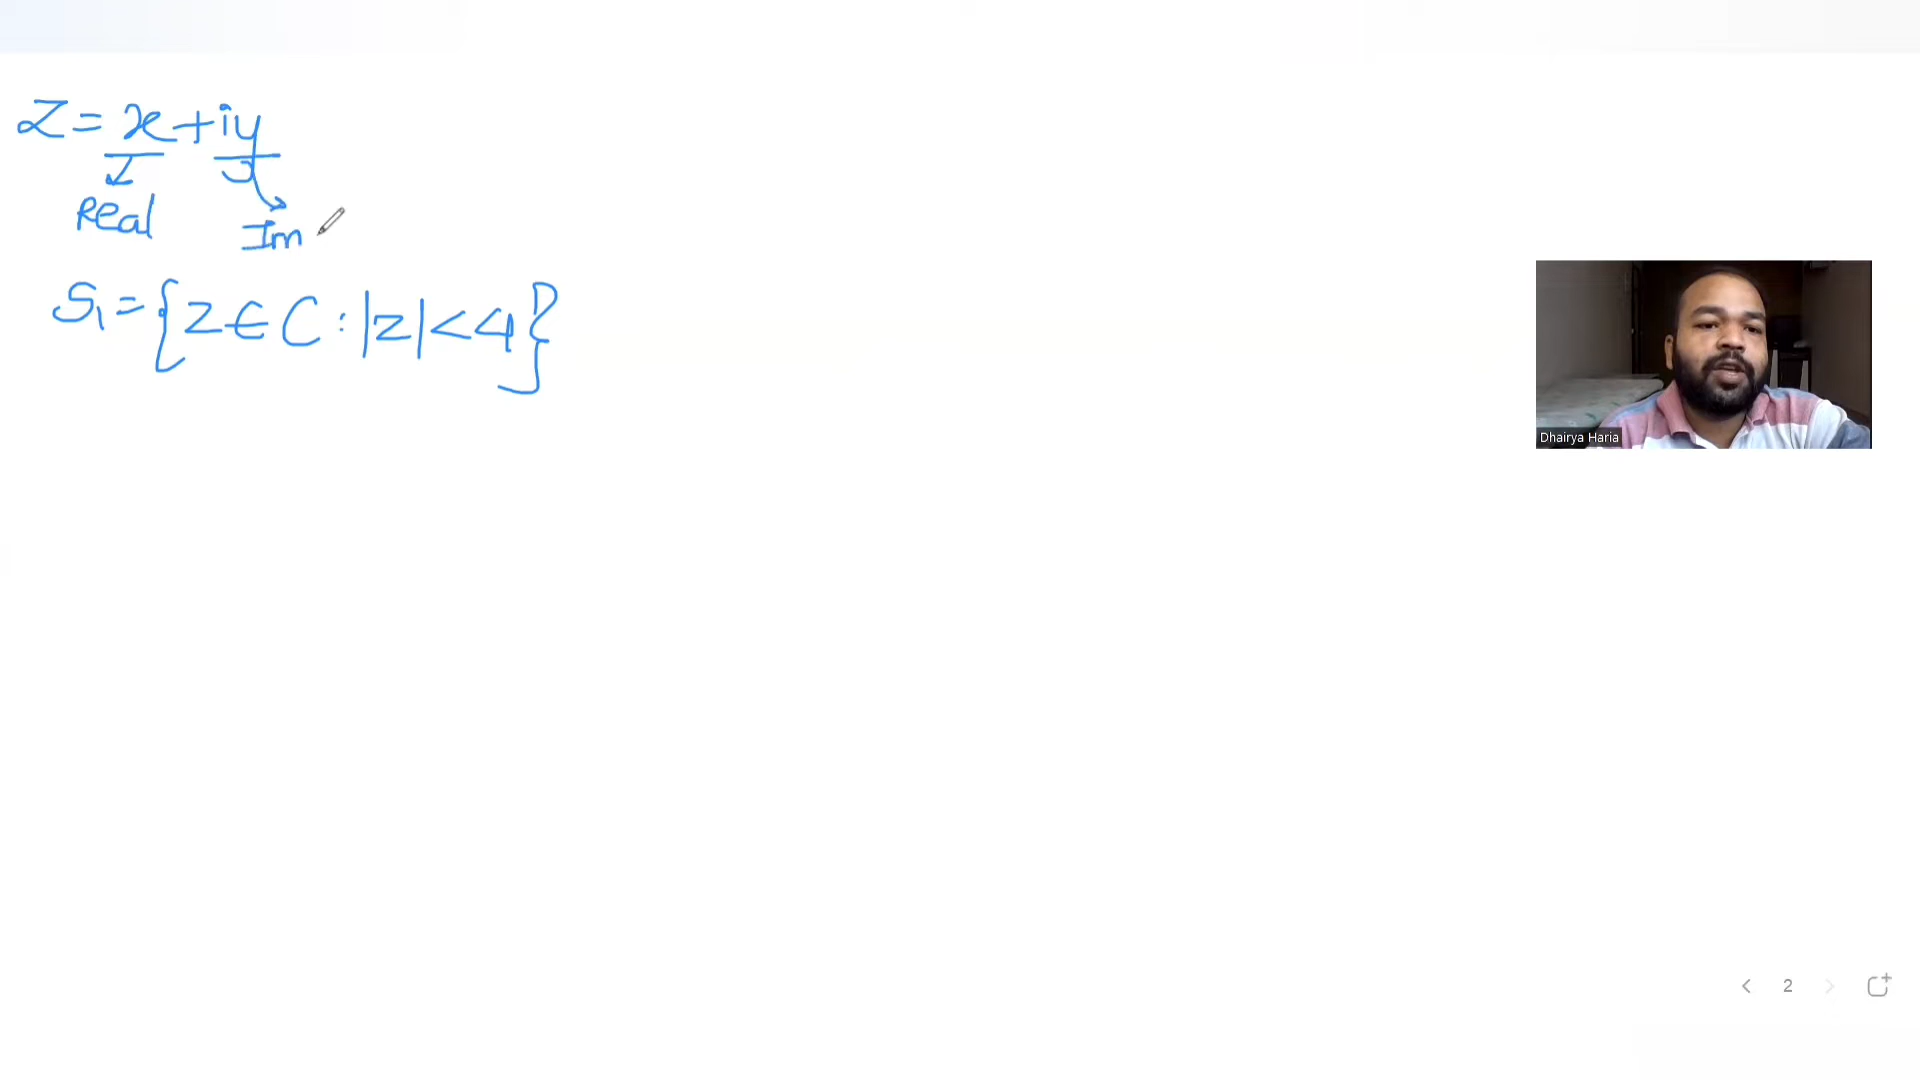 Z = x + iy
Real Im
S₁ = {z ∈ C : |z| < 4}
Dhairya Haria
2